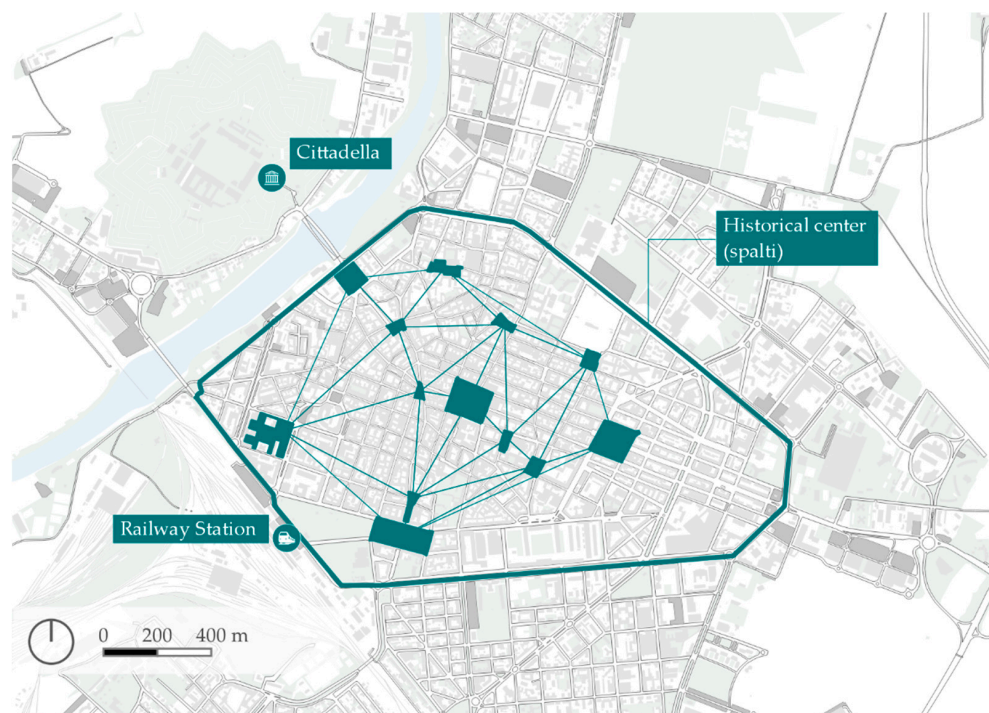 Cittadella
Historical center
(spalti)
Railway Station
0 200 400 m